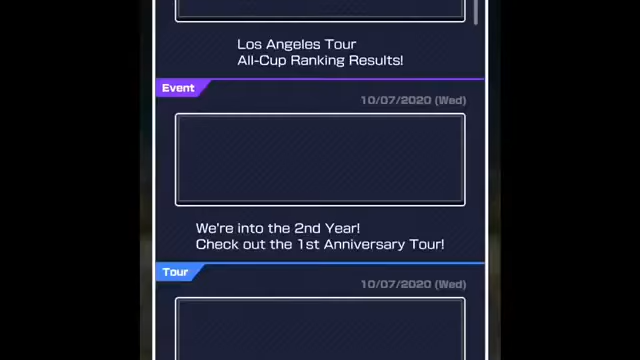 Los Angeles Tour
All-Cup Ranking Results!
Event
10/07/2020 (Wed)
We're into the 2nd Year!
Check out the 1st Anniversary Tour!
Tour
10/07/2020 (Wed)